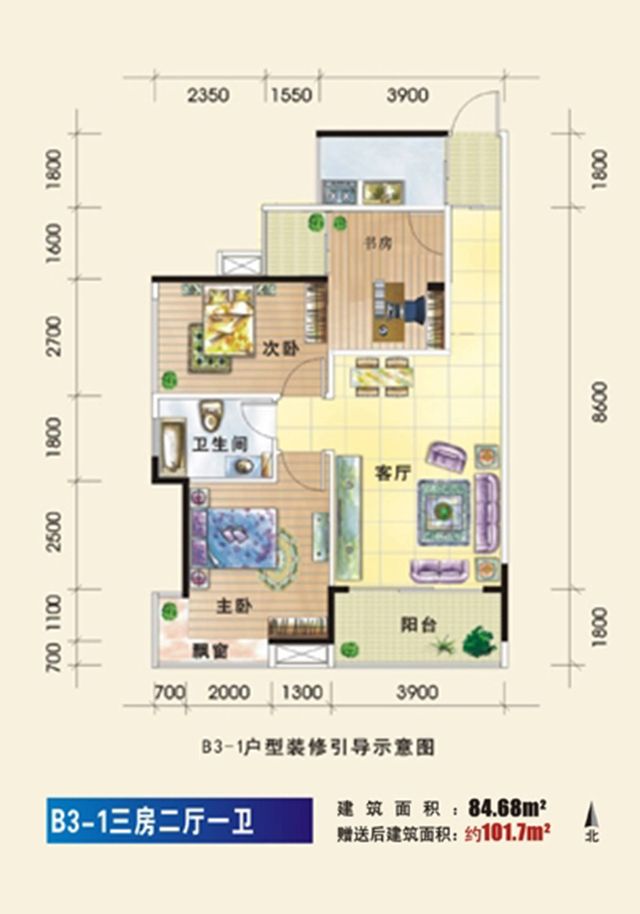 2350 1550 3900
1800 1800
1600
书房
2700
次卧
8600
1800
卫生间
客厅
2500
主卧
1100
阳台
1800
飘窗
700
700 2000 1300 3900
B3-1户型装修引导示意图
B3-1三房二厅一卫
建筑面积：84.68m²
赠送后建筑面积：约101.7m²
北